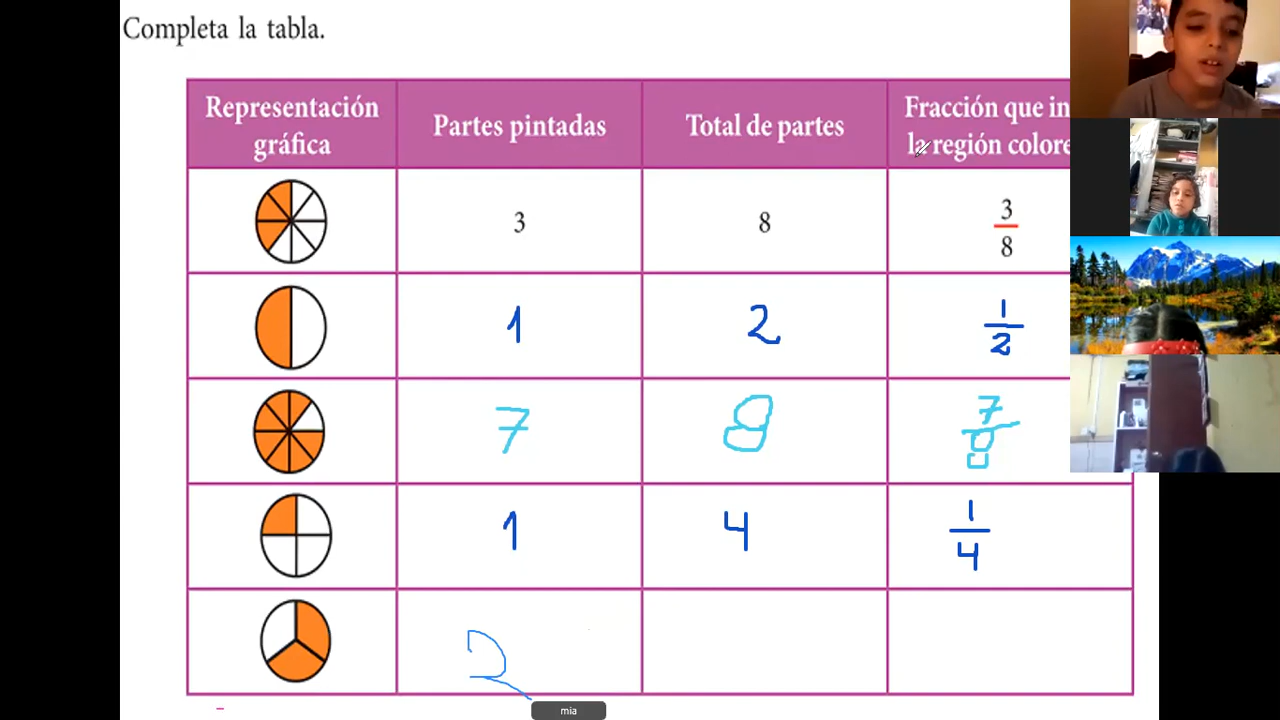 Completa la tabla.
Representación gráfica
Partes pintadas
Total de partes
Fracción que in
la región colore
3
8
3/8
1
2
1/2
7
8
7/8
1
4
1/4
2
mia